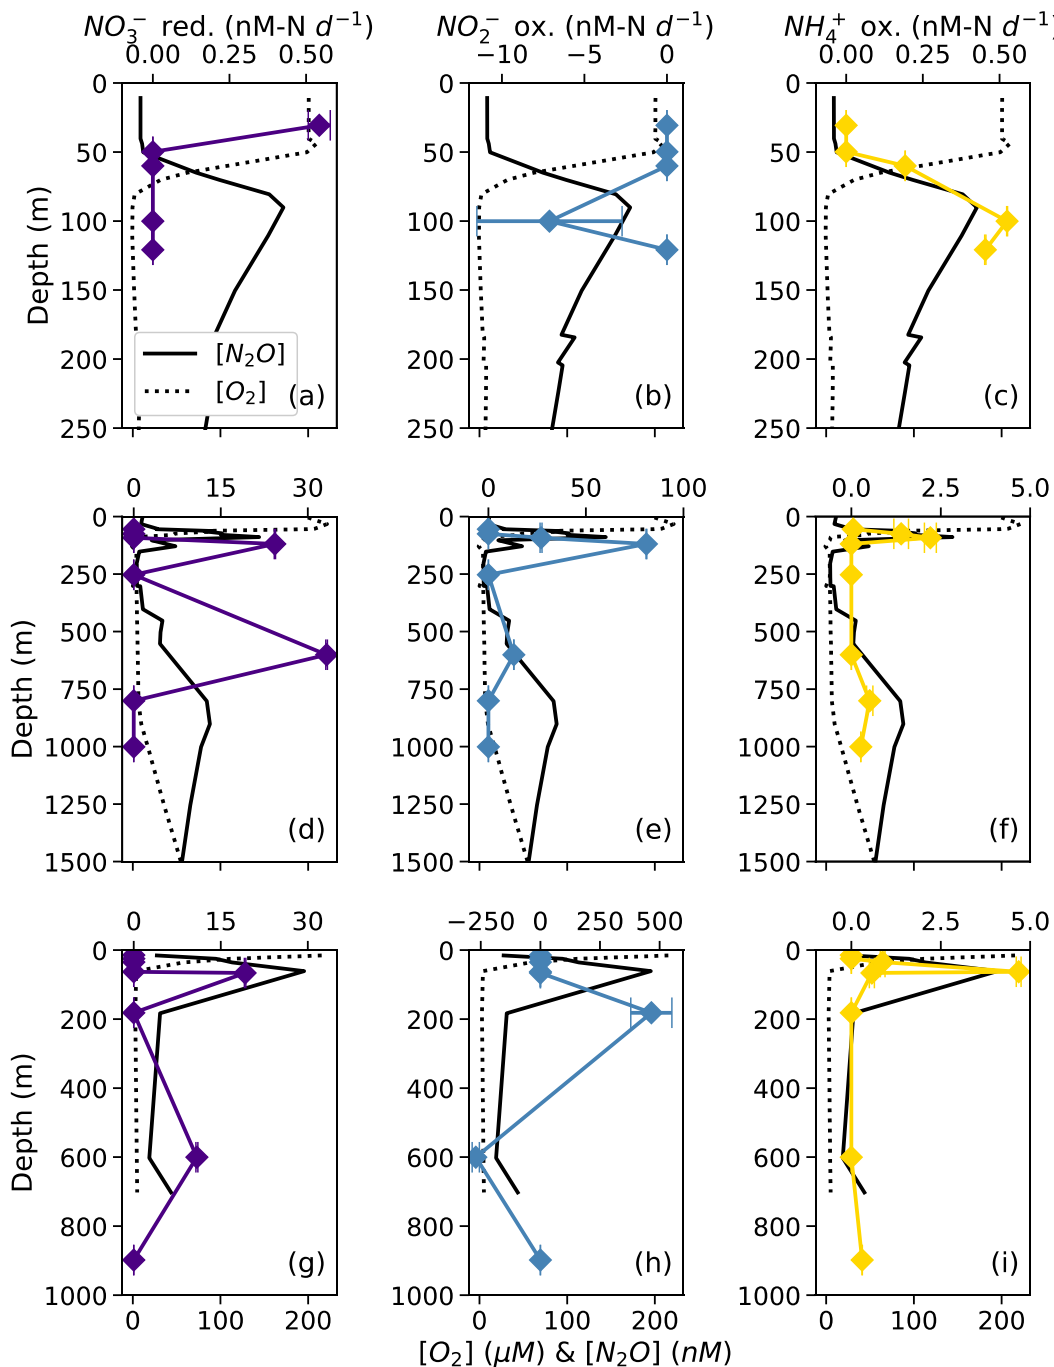 NO₃⁻ red. (nM-N d⁻¹) NO₂⁻ ox. (nM-N d⁻¹) NH₄⁺ ox. (nM-N d⁻¹)
0.00 0.25 0.50 −10 −5 0 0.00 0.25 0.50
0
50
100
150
200
250
Depth (m)
[N₂O]
[O₂]
(a) (b) (c)
0 15 30 0 50 100 0.0 2.5 5.0
0
250
500
750
1000
1250
1500
Depth (m)
(d) (e) (f)
0 15 30 −250 0 250 500 0.0 2.5 5.0
0
200
400
600
800
1000
Depth (m)
(g) (h) (i)
0 100 200 0 100 200 0 100 200
[O₂] (μM) & [N₂O] (nM)